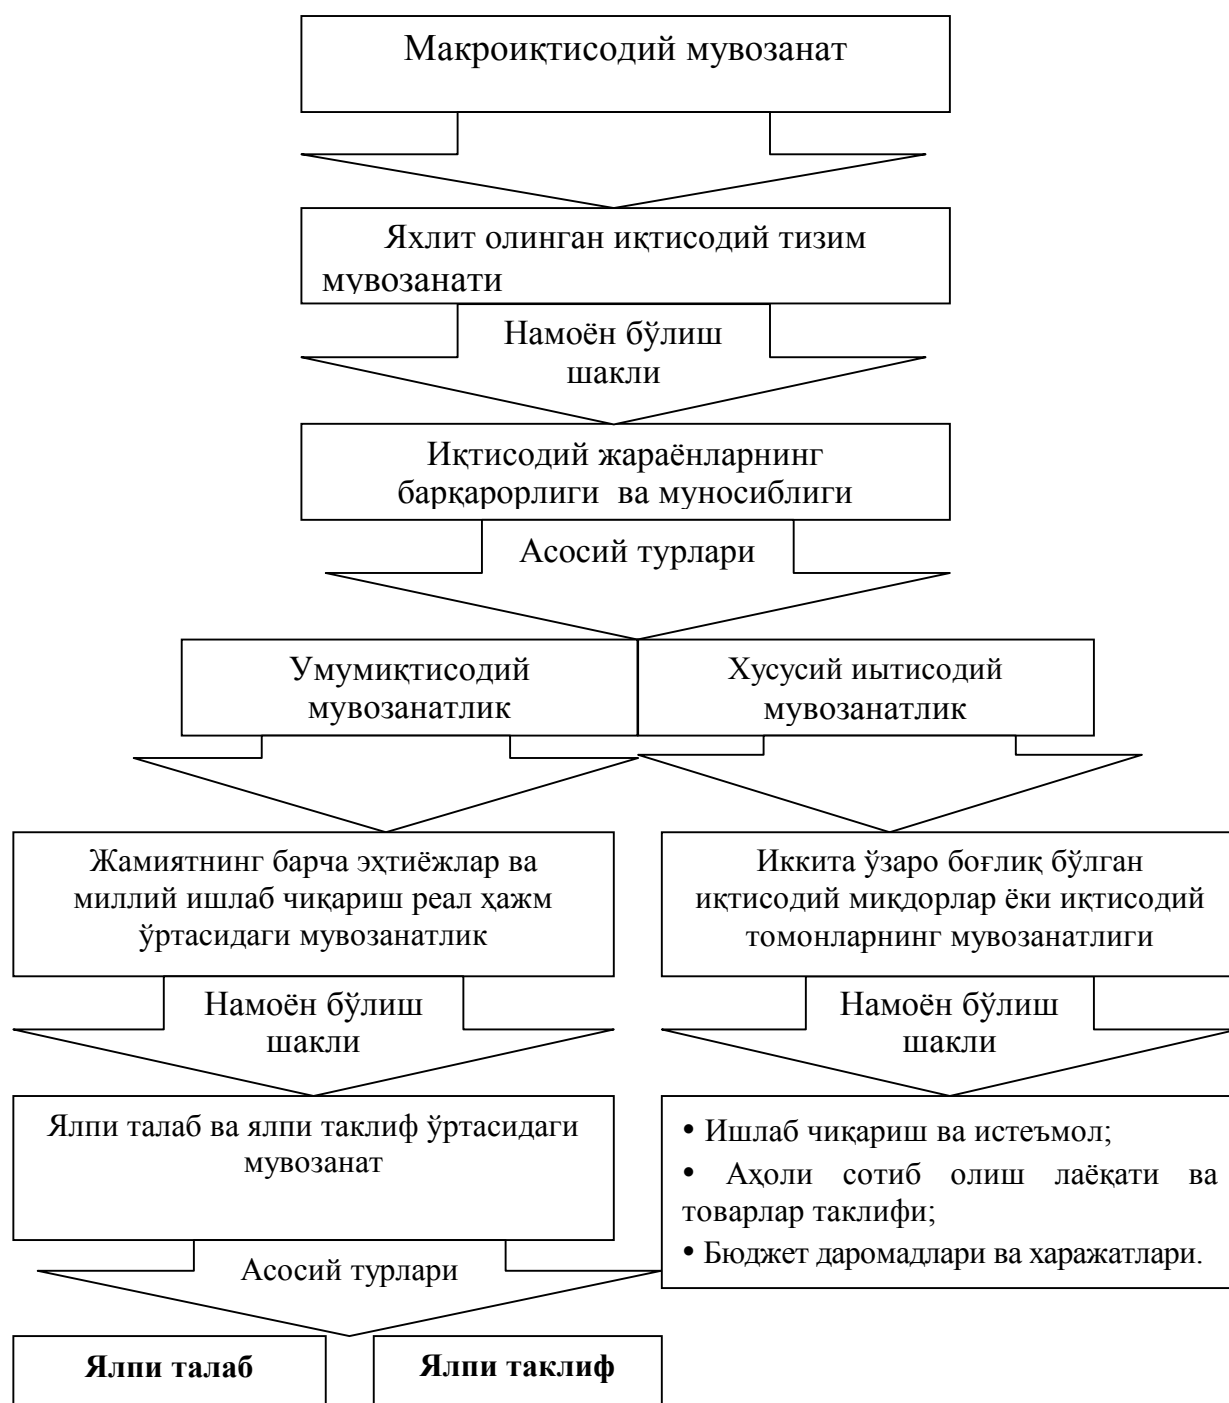 Макроиқтисодий мувозанат
Яхлит олинган иқтисодий тизим
мувозанати
Намоён бўлиш
шакли
Иқтисодий жараёнларнинг
барқарорлиги ва муносиблиги
Асосий турлари
Умумиқтисодий
мувозанатлик
Хусусий иытисодий
мувозанатлик
Жамиятнинг барча эҳтиёжлар ва
миллий ишлаб чиқариш реал ҳажм
ўртасидаги мувозанатлик
Иккита ўзаро боғлиқ бўлган
иқтисодий миқдорлар ёки иқтисодий
томонларнинг мувозанатлиги
Намоён бўлиш
шакли
Намоён бўлиш
шакли
Ялпи талаб ва ялпи таклиф ўртасидаги
мувозанат
• Ишлаб чиқариш ва истеъмол;
• Аҳоли сотиб олиш лаёқати ва
товарлар таклифи;
• Бюджет даромадлари ва харажатлари.
Асосий турлари
Ялпи талаб
Ялпи таклиф